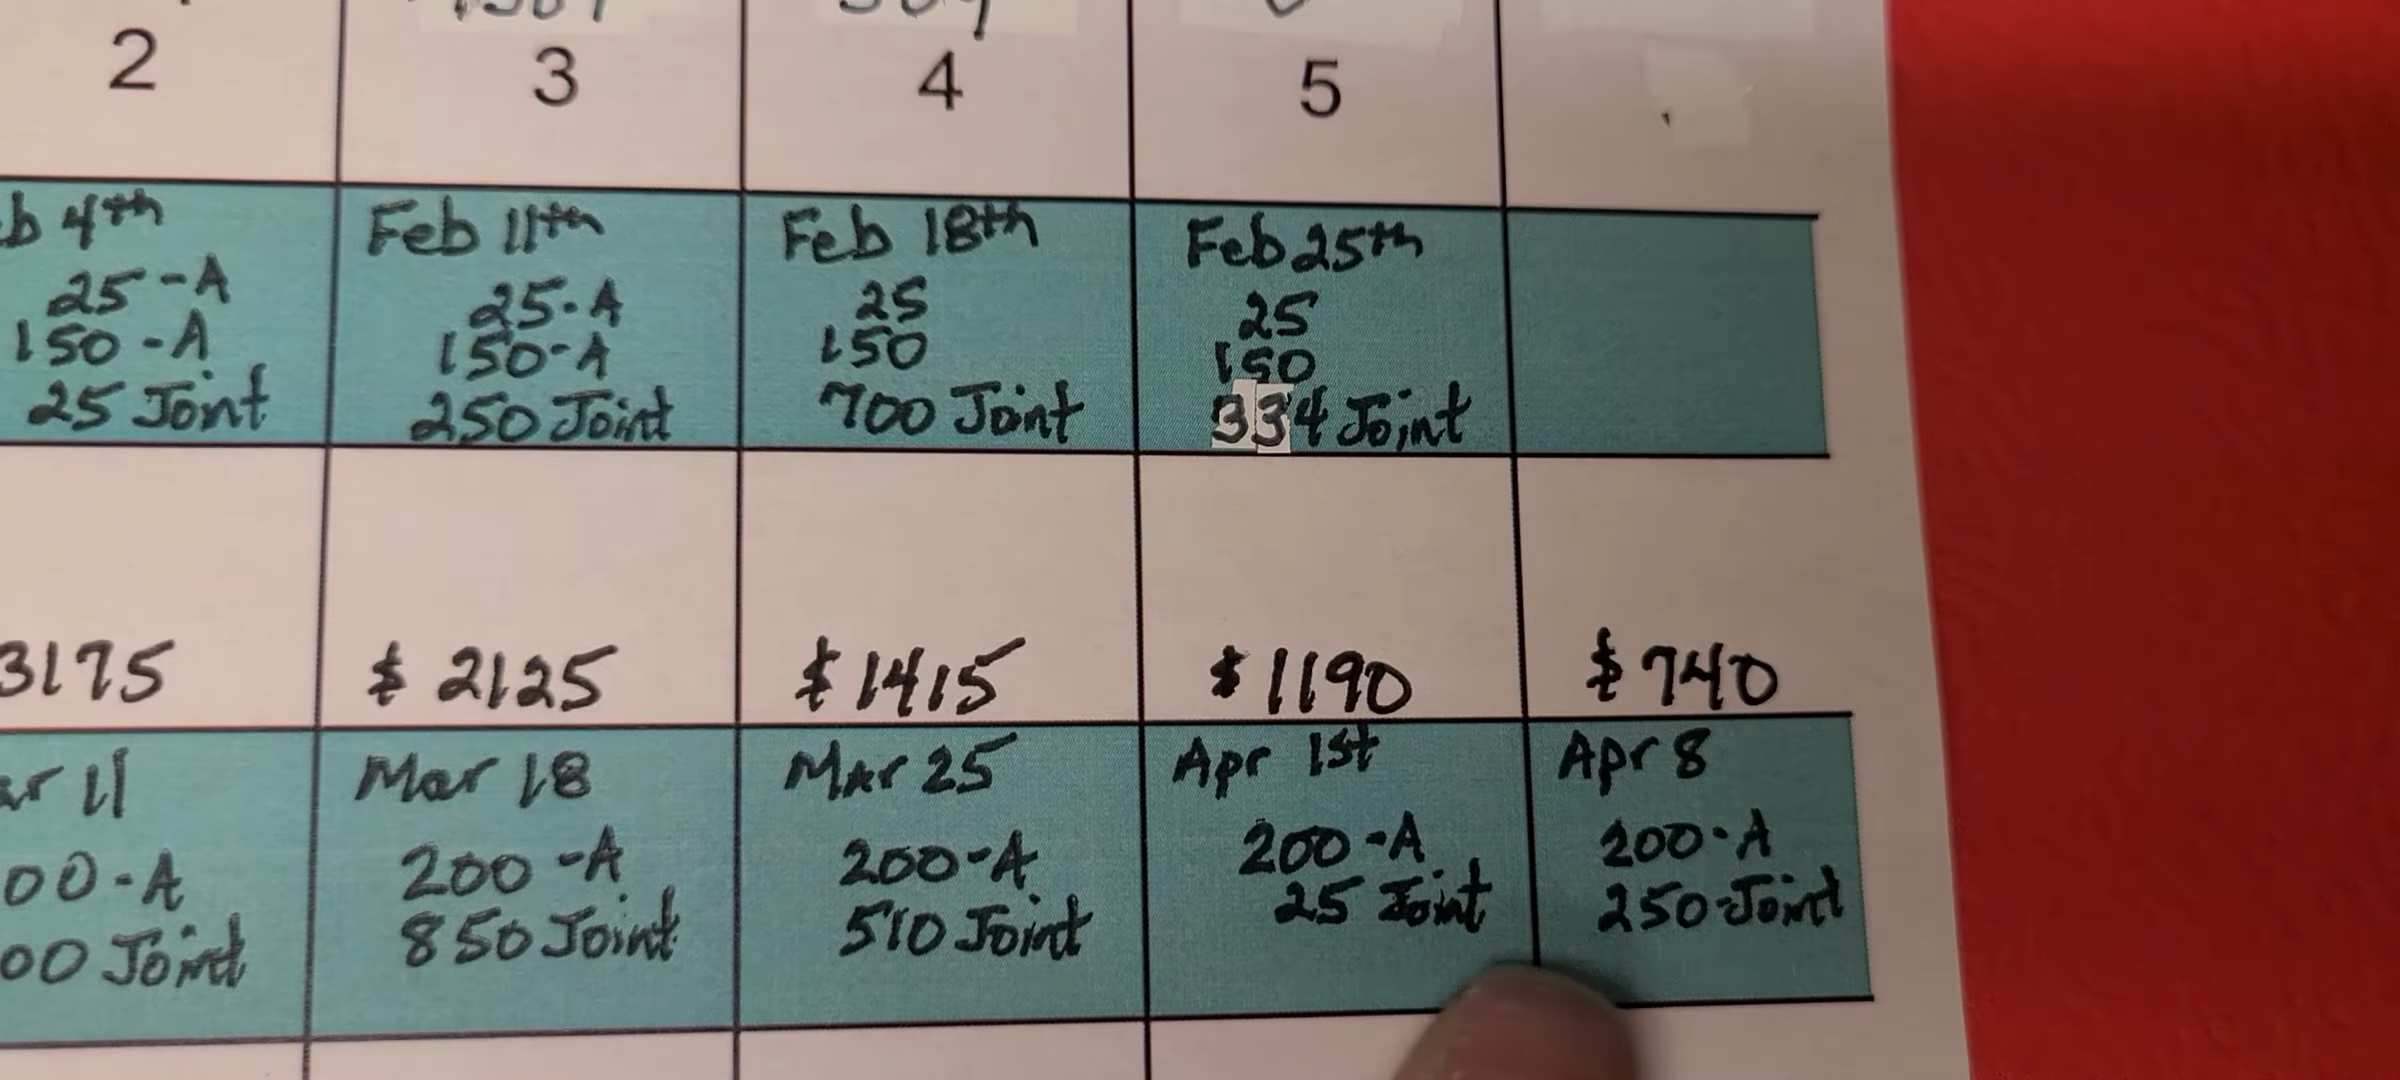 2 3 4 5
b 4th Feb 11th Feb 18th Feb 25th
25-A 25-A 25 25
150-A 150-A 150 150
25 Joint 250 Joint 700 Joint 334 Joint
3175 $ 2125 $1415 $1190 $740
ar 11 Mar 18 Mar 25 Apr 1st Apr 8
00-A 200-A 200-A 200-A 200-A
00 Joint 850 Joint 510 Joint 25 Joint 250-Joint